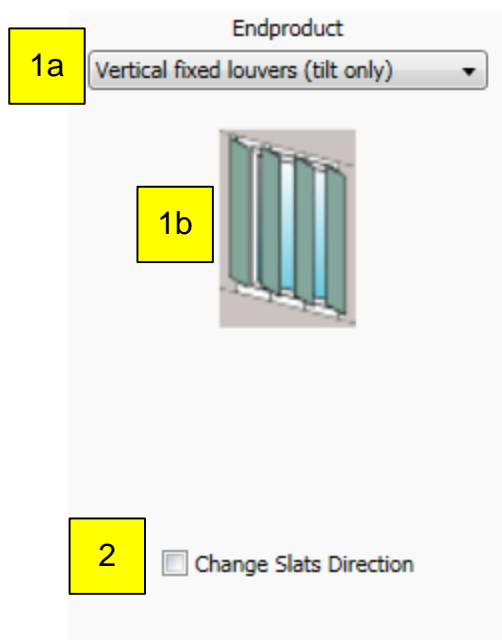 Endproduct
1a
Vertical fixed louvers (tilt only)
1b
2
Change Slats Direction